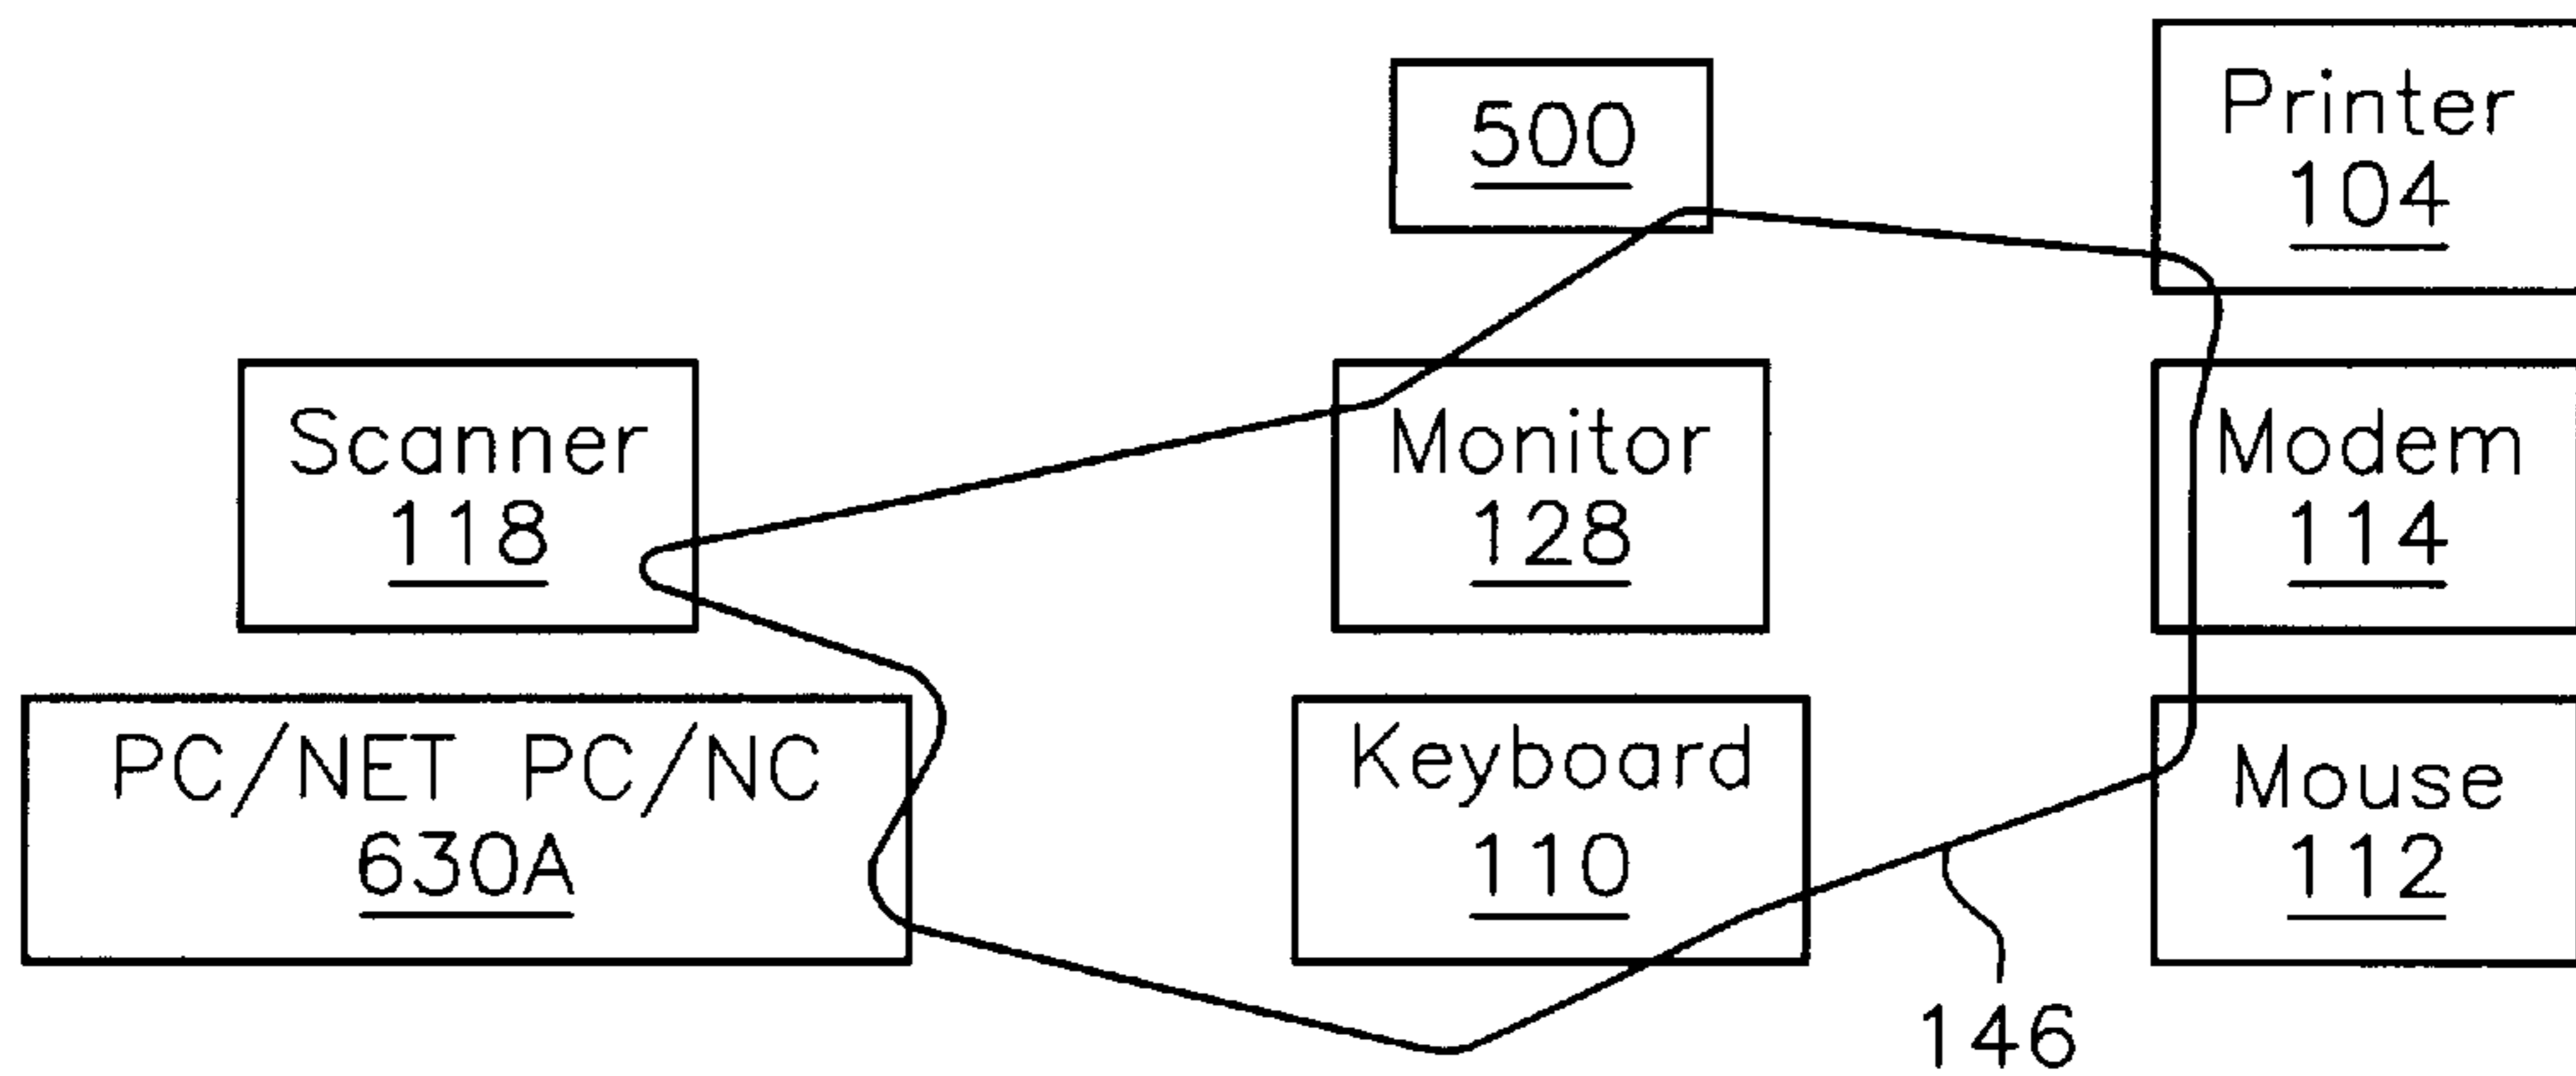 500
Printer
104
Scanner
118
Monitor
128
Modem
114
PC/NET PC/NC
630A
Keyboard
110
Mouse
112
146